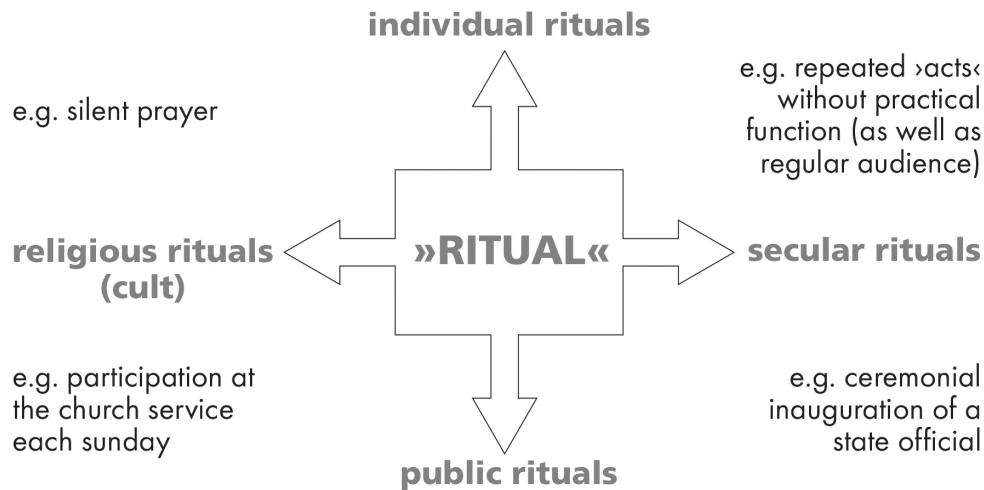 individual rituals
e.g. silent prayer
e.g. repeated ›acts‹
without practical
function (as well as
regular audience)
religious rituals
(cult)
»RITUAL«
secular rituals
e.g. participation at
the church service
each sunday
e.g. ceremonial
inauguration of a
state official
public rituals